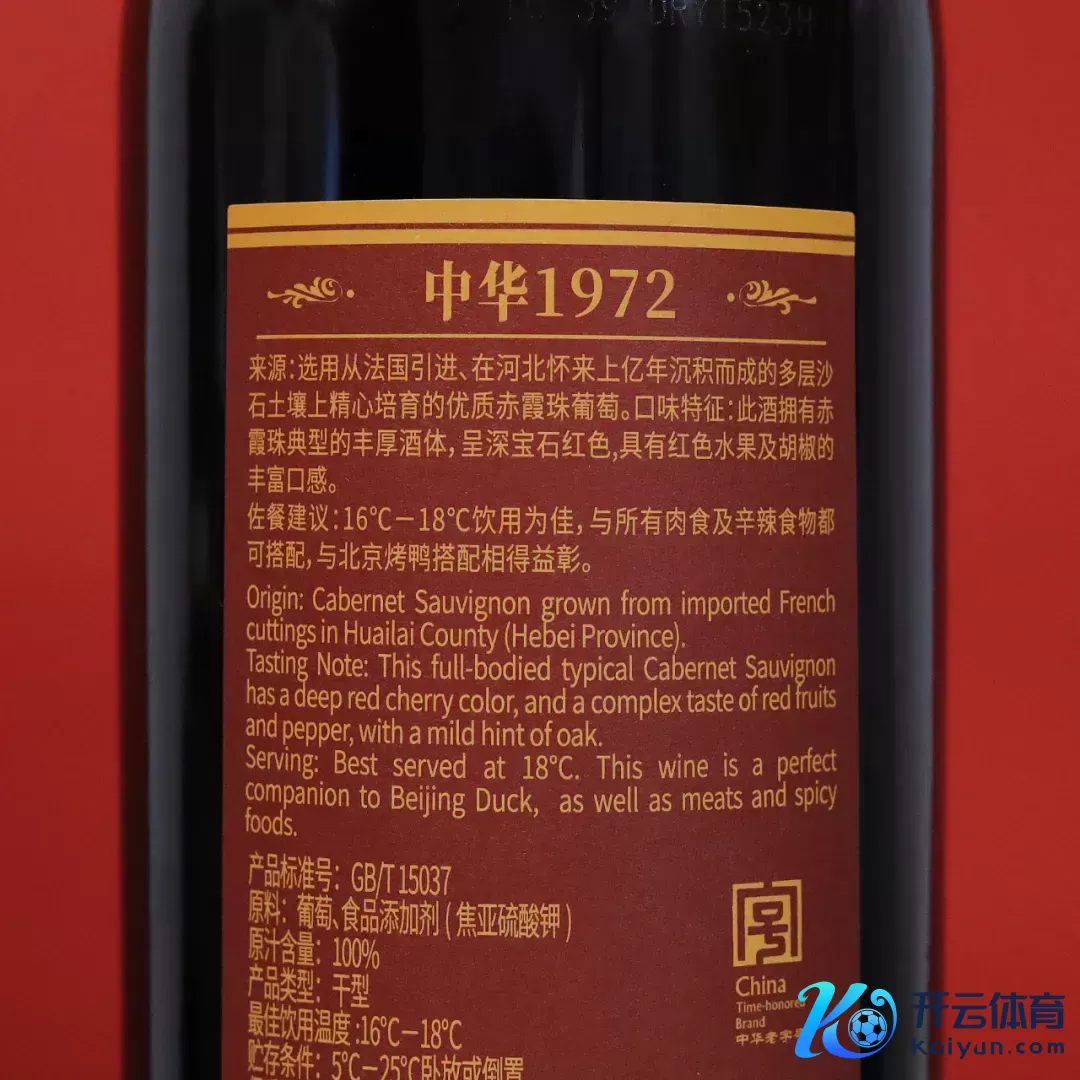 中华1972
来源:选用从法国引进、在河北怀来上亿年沉积而成的多层沙
石土壤上精心培育的优质赤霞珠葡萄。口味特征:此酒拥有赤
霞珠典型的丰厚酒体,呈深宝石红色,具有红色水果及胡椒的
丰富口感。
佐餐建议:16℃－18℃饮用为佳,与所有肉食及辛辣食物都
可搭配,与北京烤鸭搭配相得益彰。
Origin: Cabernet Sauvignon grown from imported French
cuttings in Huailai County (Hebei Province).
Tasting Note: This full-bodied typical Cabernet Sauvignon
has a deep red cherry color, and a complex taste of red fruits
and pepper, with a mild hint of oak.
Serving: Best served at 18°C. This wine is a perfect
companion to Beijing Duck, as well as meats and spicy
foods.
产品标准号: GB/T 15037
原料: 葡萄、食品添加剂 ( 焦亚硫酸钾 )
原汁含量: 100%
产品类型: 干型
最佳饮用温度:16℃－18℃
贮存条件: 5℃－25℃卧放或倒置
China
Time-honored
Brand
中华老字号
开云体育
Kaiyun.com